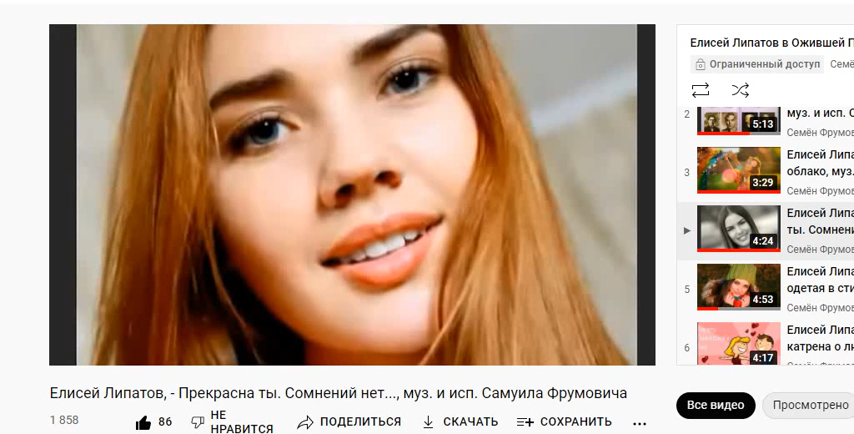 Елисей Липатов, - Прекрасна ты. Сомнений нет..., муз. и исп. Самуила Фрумовича
1 858
86
НЕ
НРАВИТСЯ
ПОДЕЛИТЬСЯ
СКАЧАТЬ
СОХРАНИТЬ
Елисей Липатов в Ожившей
Ограниченный доступ
Семё
2
5:13
муз. и исп. С
Семён Фрумов
3
3:29
Елисей Липа
облако, муз.
Семён Фрумов
4:24
Елисей Липа
ты. Сомнени
Семён Фрумов
5
4:53
Елисей Липа
одетая в сти
Семён Фрумов
6
4:17
Елисей Липа
катрена о л
Все видео
Просмотрено